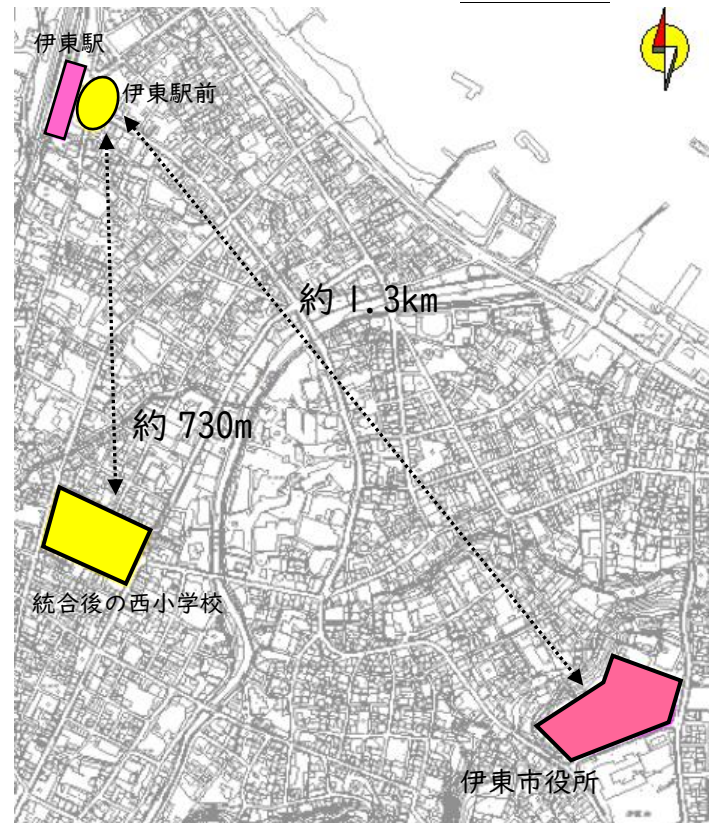 伊東駅
伊東駅前
約 1.3km
約 730m
統合後の西小学校
伊東市役所